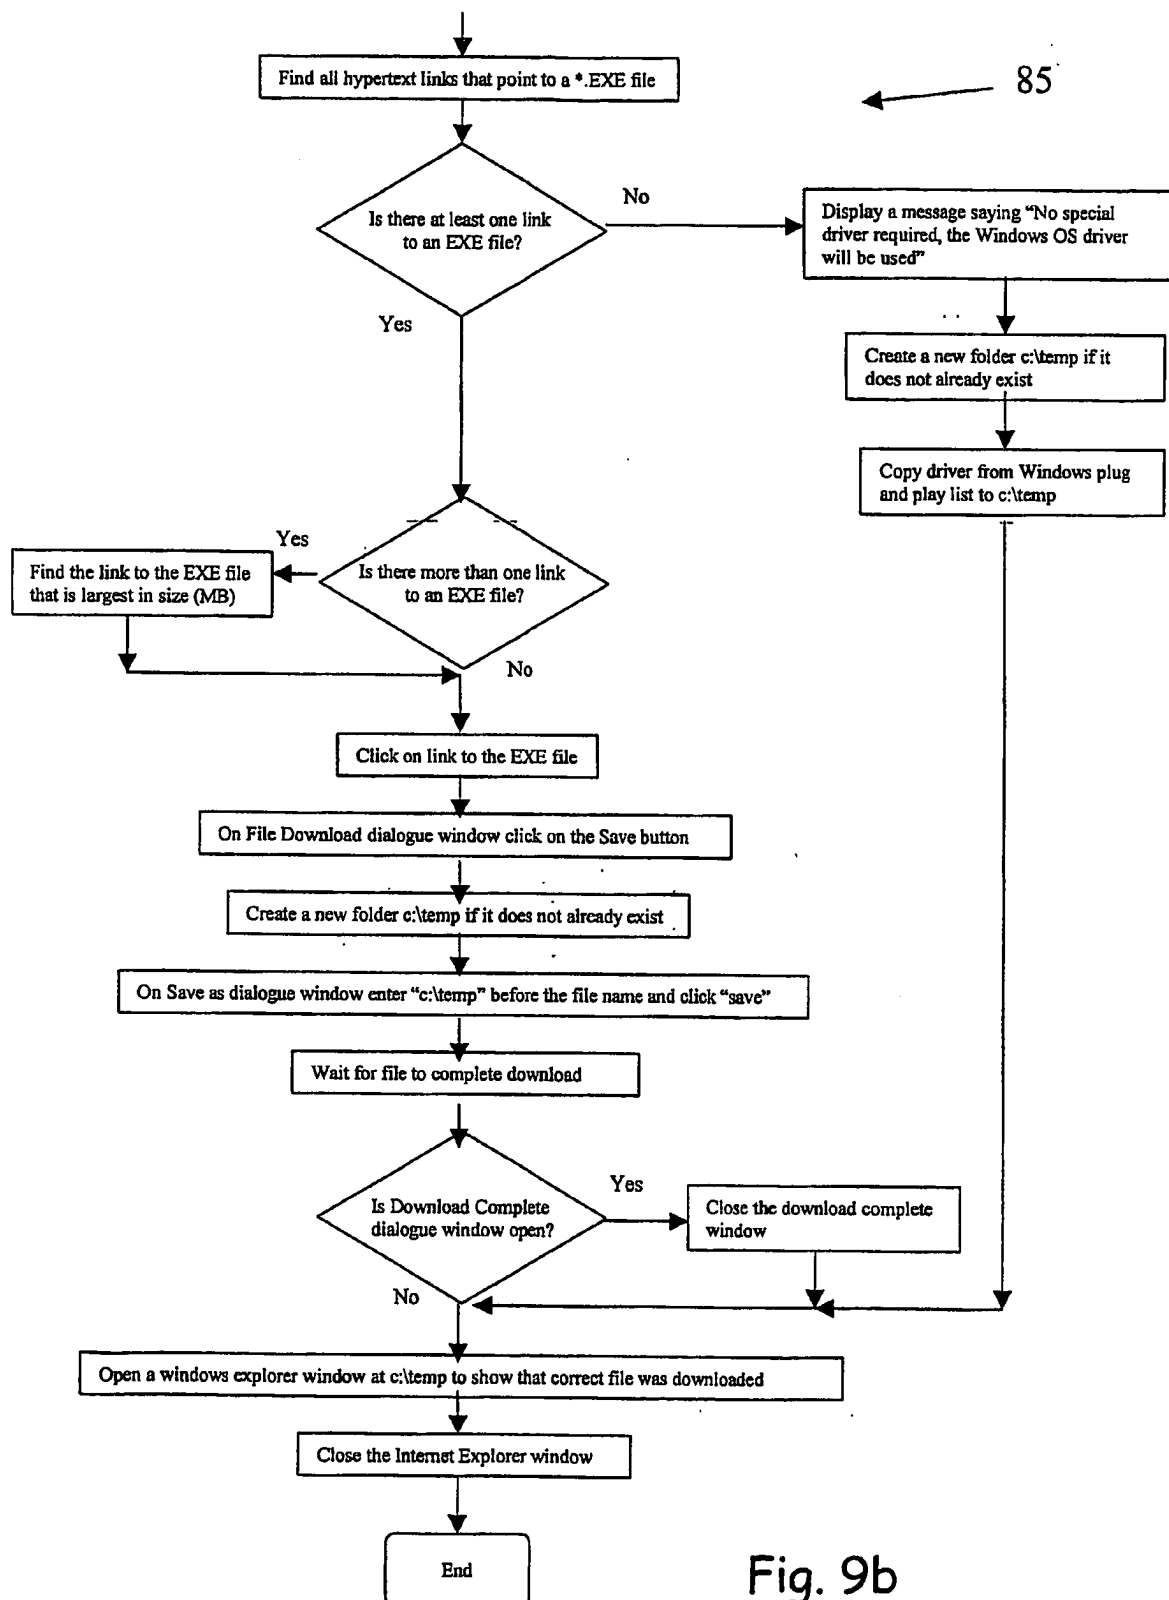 Find all hypertext links that point to a *.EXE file
85
Is there at least one link
to an EXE file?
No
Display a message saying “No special
driver required, the Windows OS driver
will be used”
Yes
Create a new folder c:\temp if it
does not already exist
Copy driver from Windows plug
and play list to c:\temp
Yes
Find the link to the EXE file
that is largest in size (MB)
Is there more than one link
to an EXE file?
No
Click on link to the EXE file
On File Download dialogue window click on the Save button
Create a new folder c:\temp if it does not already exist
On Save as dialogue window enter “c:\temp” before the file name and click “save”
Wait for file to complete download
Is Download Complete
dialogue window open?
Yes
Close the download complete
window
No
Open a windows explorer window at c:\temp to show that correct file was downloaded
Close the Internet Explorer window
End
Fig. 9b